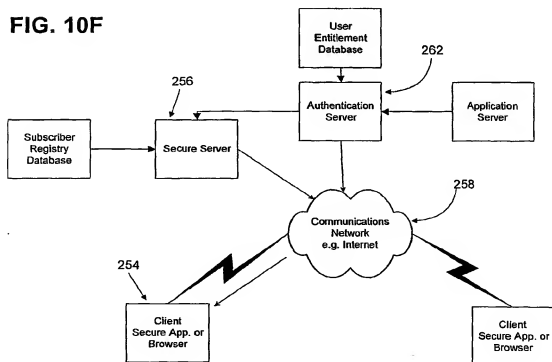 FIG. 10F
User
Entitlement
Database
262
256
Authentication
Server
Application
Server
Subscriber
Registry
Database
Secure Server
258
Communications
Network
e.g. Internet
254
Client
Secure App. or
Browser
Client
Secure App. or
Browser